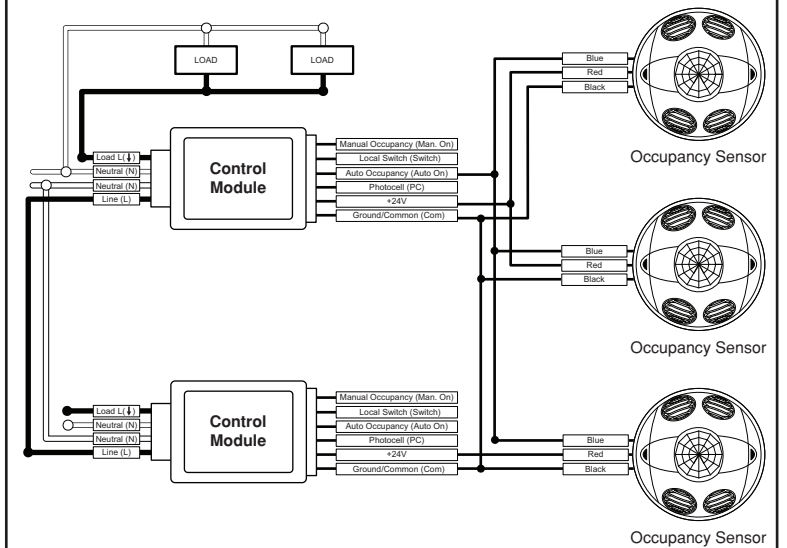 LOAD
LOAD
Load L(↓)
Neutral (N)
Neutral (N)
Line (L)
Control
Module
Manual Occupancy (Man. On)
Local Switch (Switch)
Auto Occupancy (Auto On)
Photocell (PC)
+24V
Ground/Common (Com)
Blue
Red
Black
Occupancy Sensor
Blue
Red
Black
Occupancy Sensor
Load L(↓)
Neutral (N)
Neutral (N)
Line (L)
Control
Module
Manual Occupancy (Man. On)
Local Switch (Switch)
Auto Occupancy (Auto On)
Photocell (PC)
+24V
Ground/Common (Com)
Blue
Red
Black
Occupancy Sensor